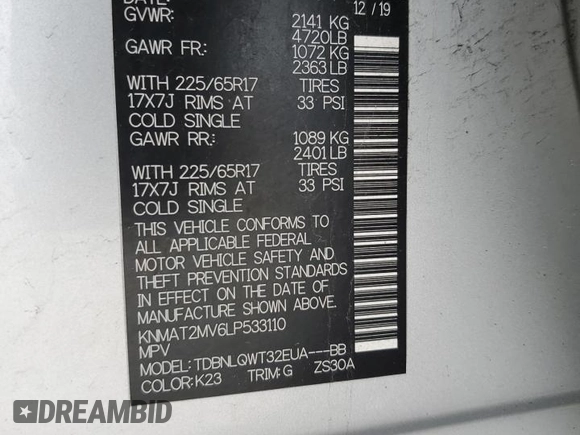 DATE: 12/19
GVWR: 2141 KG
4720LB
GAWR FR: 1072 KG
2363 LB
WITH 225/65R17 TIRES
17X7J RIMS AT 33 PSI
COLD SINGLE
GAWR RR: 1089 KG
2401 LB
WITH 225/65R17 TIRES
17X7J RIMS AT 33 PSI
COLD SINGLE
THIS VEHICLE CONFORMS TO
ALL APPLICABLE FEDERAL
MOTOR VEHICLE SAFETY AND
THEFT PREVENTION STANDARDS
IN EFFECT ON THE DATE OF
MANUFACTURE SHOWN ABOVE.
KNMAT2MV6LP533110
MPV
MODEL: TDBNLQWT32EUA---BB
COLOR: K23 TRIM: G ZS30A
DREAMBID